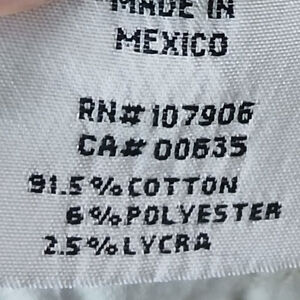 MADE IN
MEXICO
RN# 107906
CA# 00635
91.5% COTTON
6% POLYESTER
2.5% LYCRA